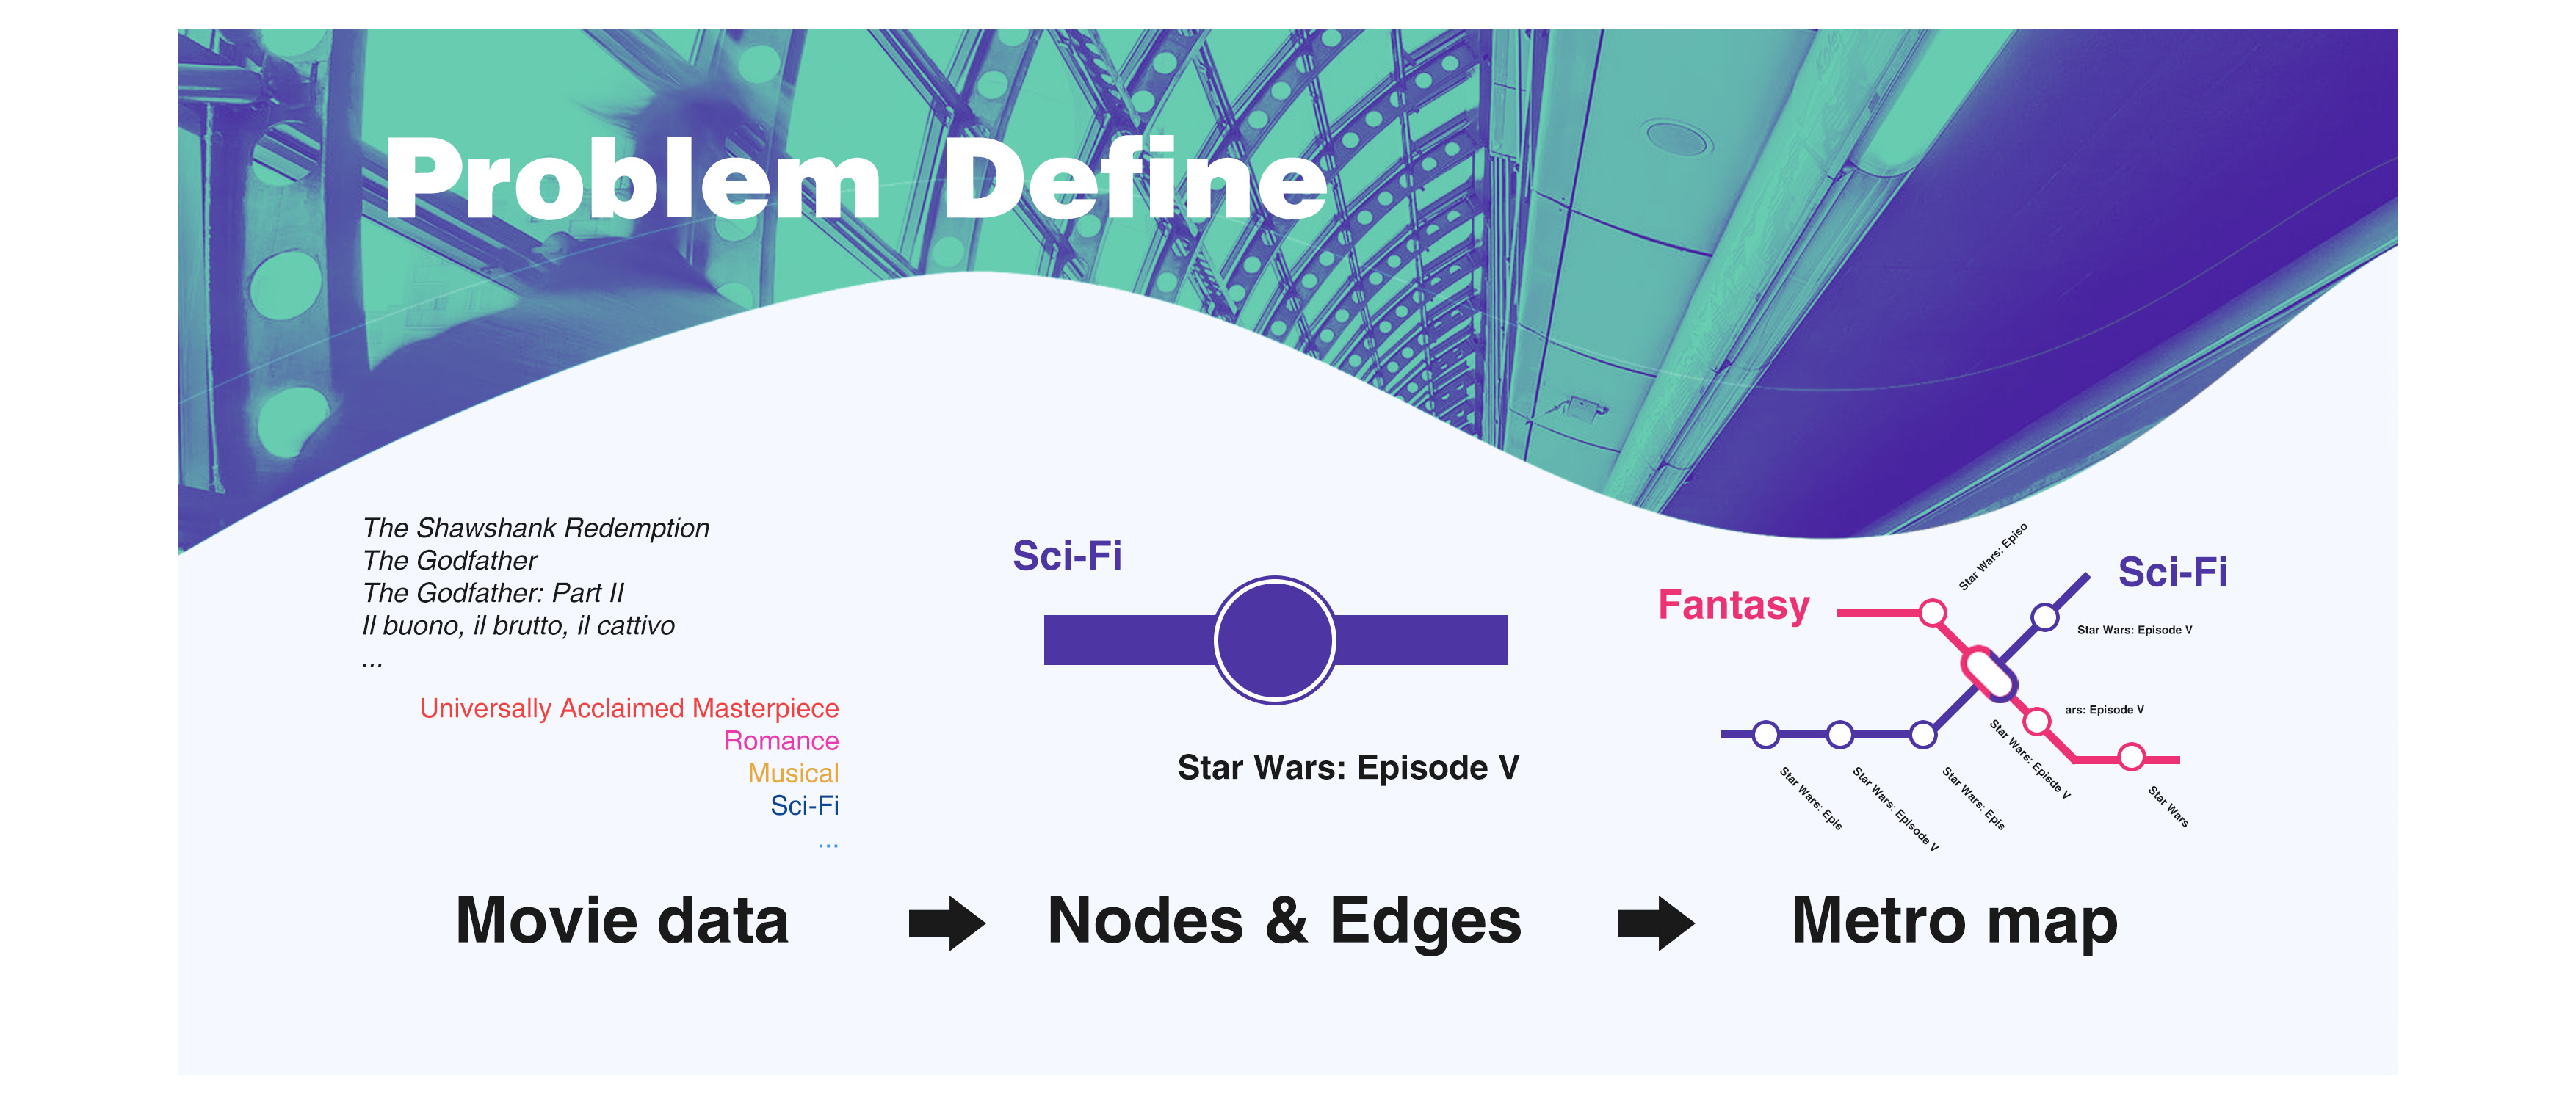 Problem Define
The Shawshank Redemption
The Godfather
The Godfather: Part II
Il buono, il brutto, il cattivo
...
Universally Acclaimed Masterpiece
Romance
Musical
Sci-Fi
...
Sci-Fi
Star Wars: Episode V
Fantasy
Sci-Fi
Star Wars: Episo
Star Wars: Episode V
ars: Episode V
Star Wars: Episde V
Star Wars: Epis
Star Wars: Episode V
Star Wars: Epis
Star Wars
Movie data
Nodes & Edges
Metro map